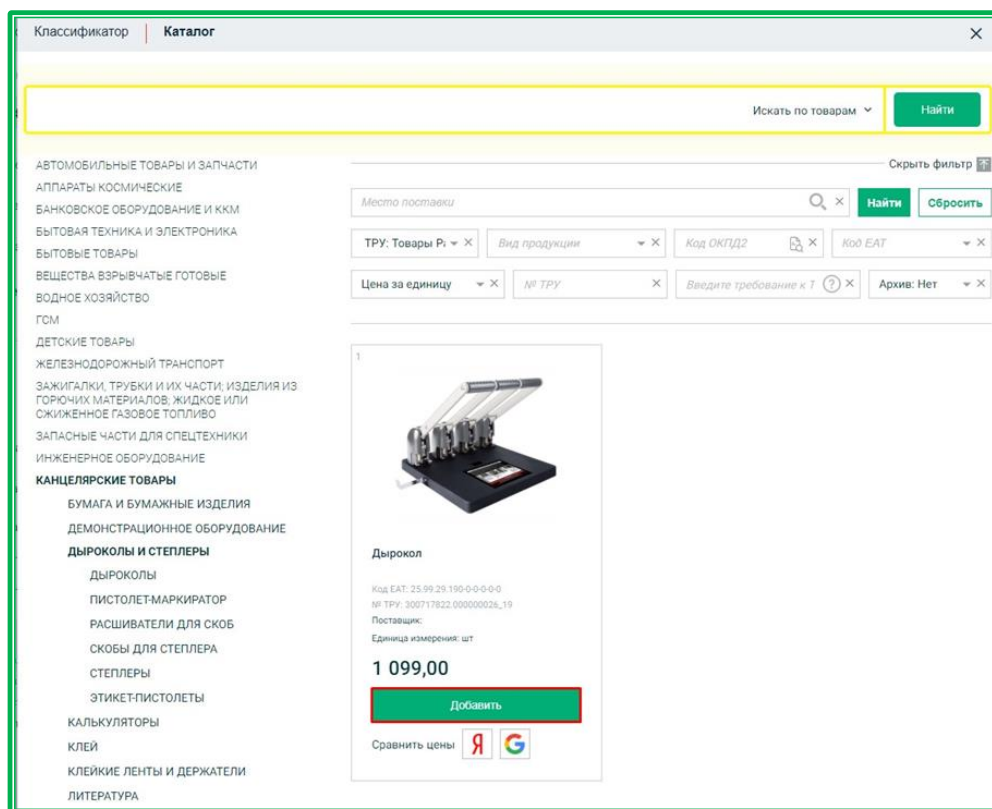 Классификатор
Каталог
Искать по товарам
Найти
АВТОМОБИЛЬНЫЕ ТОВАРЫ И ЗАПЧАСТИ
АППАРАТЫ КОСМИЧЕСКИЕ
БАНКОВСКОЕ ОБОРУДОВАНИЕ И ККМ
БЫТОВАЯ ТЕХНИКА И ЭЛЕКТРОНИКА
БЫТОВЫЕ ТОВАРЫ
ВЕЩЕСТВА ВЗРЫВЧАТЫЕ ГОТОВЫЕ
ВОДНОЕ ХОЗЯЙСТВО
ГСМ
ДЕТСКИЕ ТОВАРЫ
ЖЕЛЕЗНОДОРОЖНЫЙ ТРАНСПОРТ
ЗАЖИГАЛКИ, ТРУБКИ И ИХ ЧАСТИ; ИЗДЕЛИЯ ИЗ
ГОРЮЧИХ МАТЕРИАЛОВ; ЖИДКОЕ ИЛИ
СЖИЖЕННОЕ ГАЗОВОЕ ТОПЛИВО
ЗАПАСНЫЕ ЧАСТИ ДЛЯ СПЕЦТЕХНИКИ
ИНЖЕНЕРНОЕ ОБОРУДОВАНИЕ
КАНЦЕЛЯРСКИЕ ТОВАРЫ
БУМАГА И БУМАЖНЫЕ ИЗДЕЛИЯ
ДЕМОНСТРАЦИОННОЕ ОБОРУДОВАНИЕ
ДЫРОКОЛЫ И СТЕПЛЕРЫ
ДЫРОКОЛЫ
ПИСТОЛЕТ-МАРКИРАТОР
РАСШИВАТЕЛИ ДЛЯ СКОБ
СКОБЫ ДЛЯ СТЕПЛЕРА
СТЕПЛЕРЫ
ЭТИКЕТ-ПИСТОЛЕТЫ
КАЛЬКУЛЯТОРЫ
КЛЕЙ
КЛЕЙКИЕ ЛЕНТЫ И ДЕРЖАТЕЛИ
ЛИТЕРАТУРА
Скрыть фильтр
Место поставки
Найти
Сбросить
ТРУ: Товары Ра
Вид продукции
Код ОКПД2
Код ЕАТ
Цена за единицу
№ ТРУ
Введите требование к Т
Архив: Нет
1
Дырокол
Код ЕАТ: 25.99.29.190-0-0-0-0-0
№ ТРУ: 300717822.000000026_19
Поставщик:
Единица измерения: шт
1 099,00
Добавить
Сравнить цены
Я
G